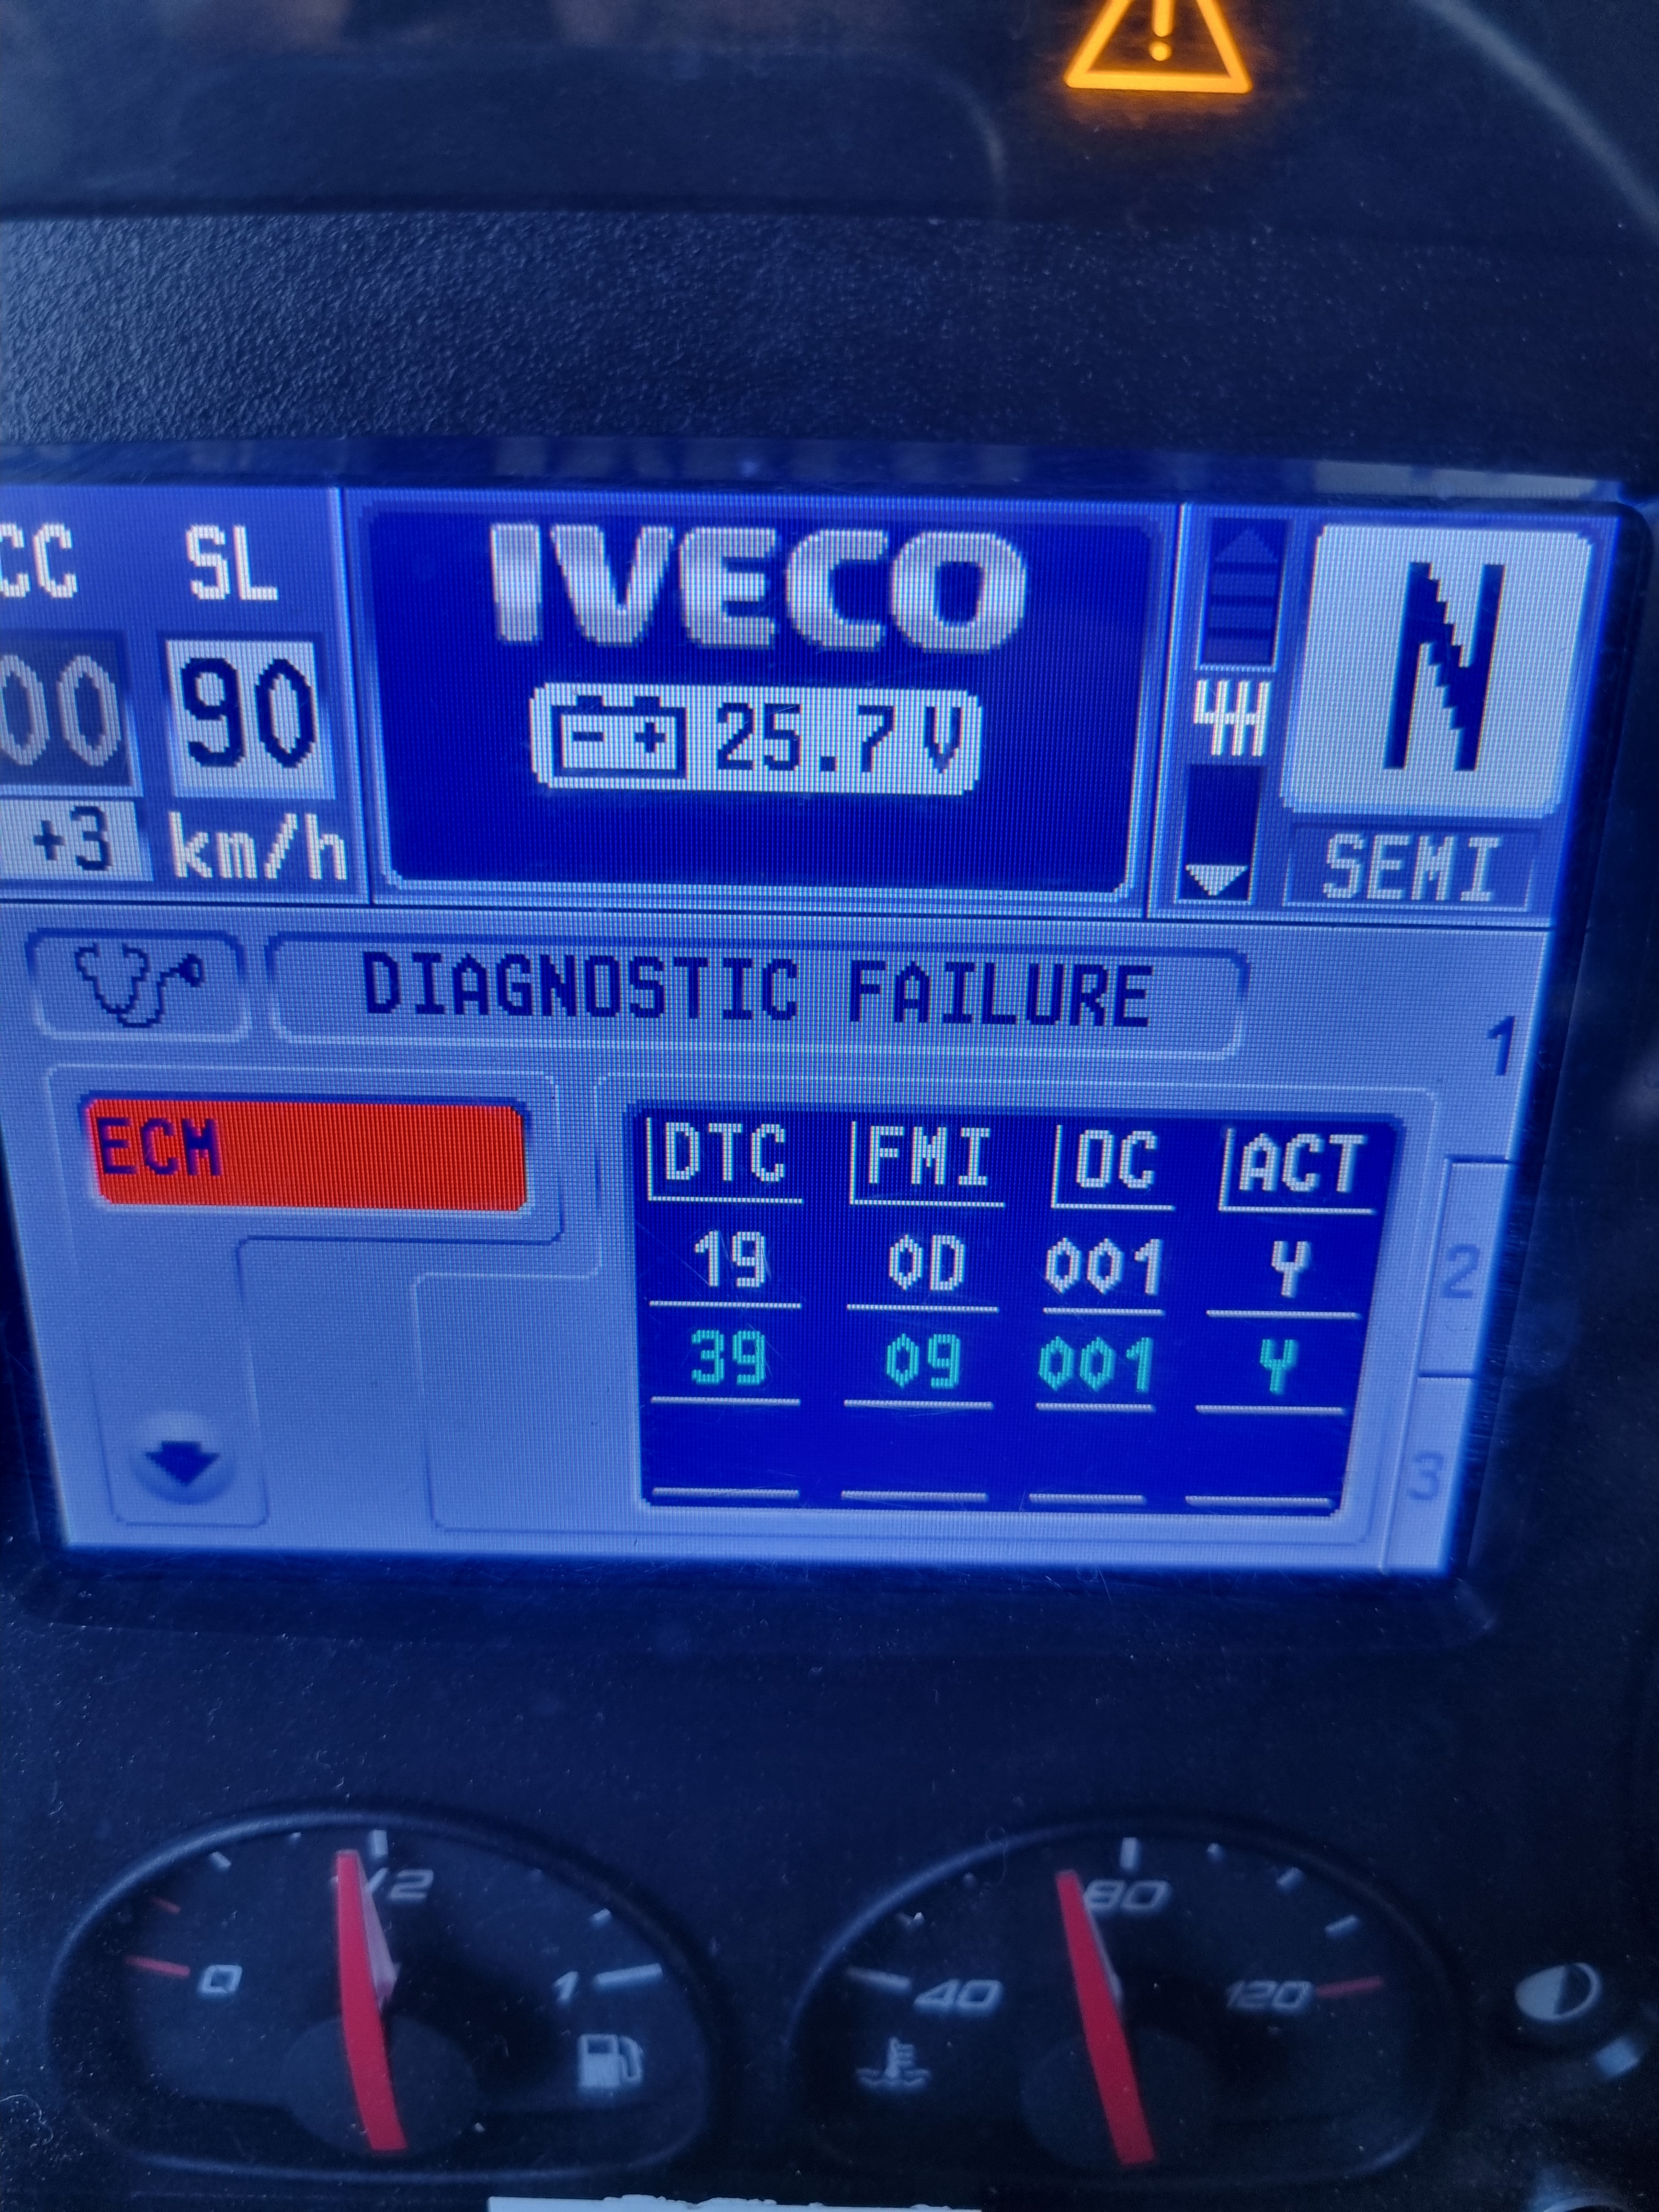 CC SL
IVECO
N
00 90
- + 25.7 V
+3 km/h
SEMI
DIAGNOSTIC FAILURE
1
ECM
DTC FMI OC ACT
19 0D 001 Y
2
39 09 001 Y
3
0 1/2 1
40 80 120